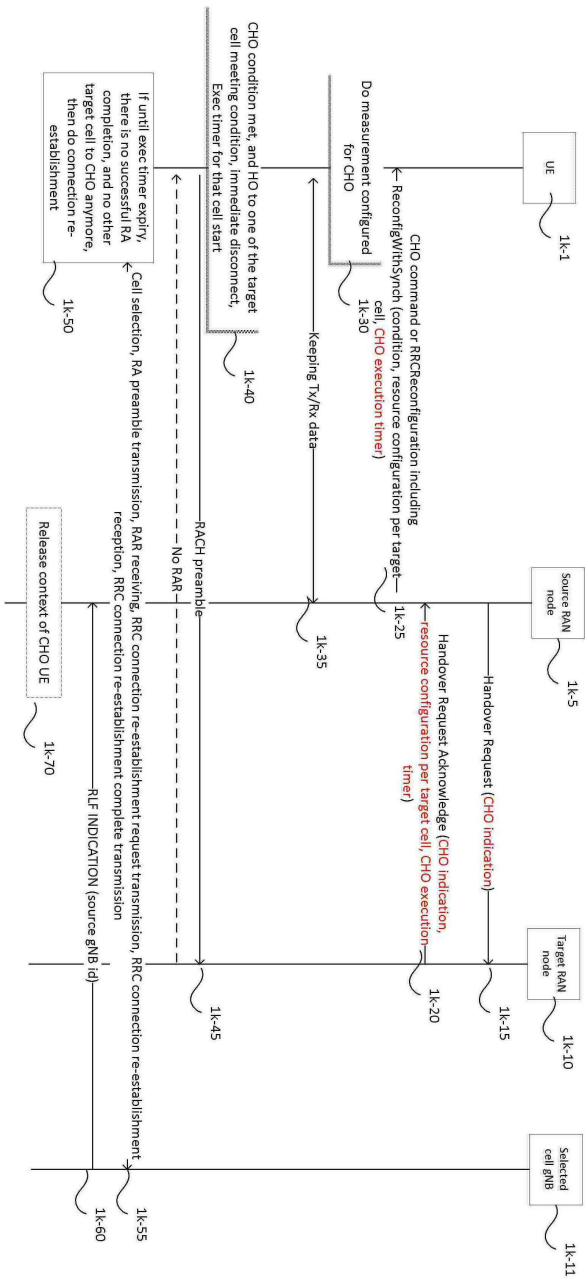 UE
1k-1
Source RAN
node
1k-5
Target RAN
node
1k-10
Selected
cell gNB
1k-11
Handover Request (CHO indication)
1k-15
Handover Request Acknowledge (CHO indication,
resource configuration per target cell, CHO execution
timer)
1k-20
CHO command or RRCReconfiguration including
ReconfigWithSynch (condition, resource configuration per target
cell, CHO execution timer)
1k-25
Do measurement configured
for CHO
1k-30
Keeping Tx/Rx data
1k-35
CHO condition met, and HO to one of the target
cell meeting condition, immediate disconnect,
Exec timer for that cell start
1k-40
RACH preamble
1k-45
No RAR
If until exec timer expiry,
there is no successful RA
completion, and no other
target cell to CHO anymore,
then do connection re-
establishment
1k-50
Cell selection, RA preamble transmission, RAR receiving, RRC connection re-establishment request transmission, RRC connection re-establishment
reception, RRC connection re-establishment complete transmission
1k-55
RLF INDICATION (source gNB id)
1k-60
Release context of CHO UE
1k-70